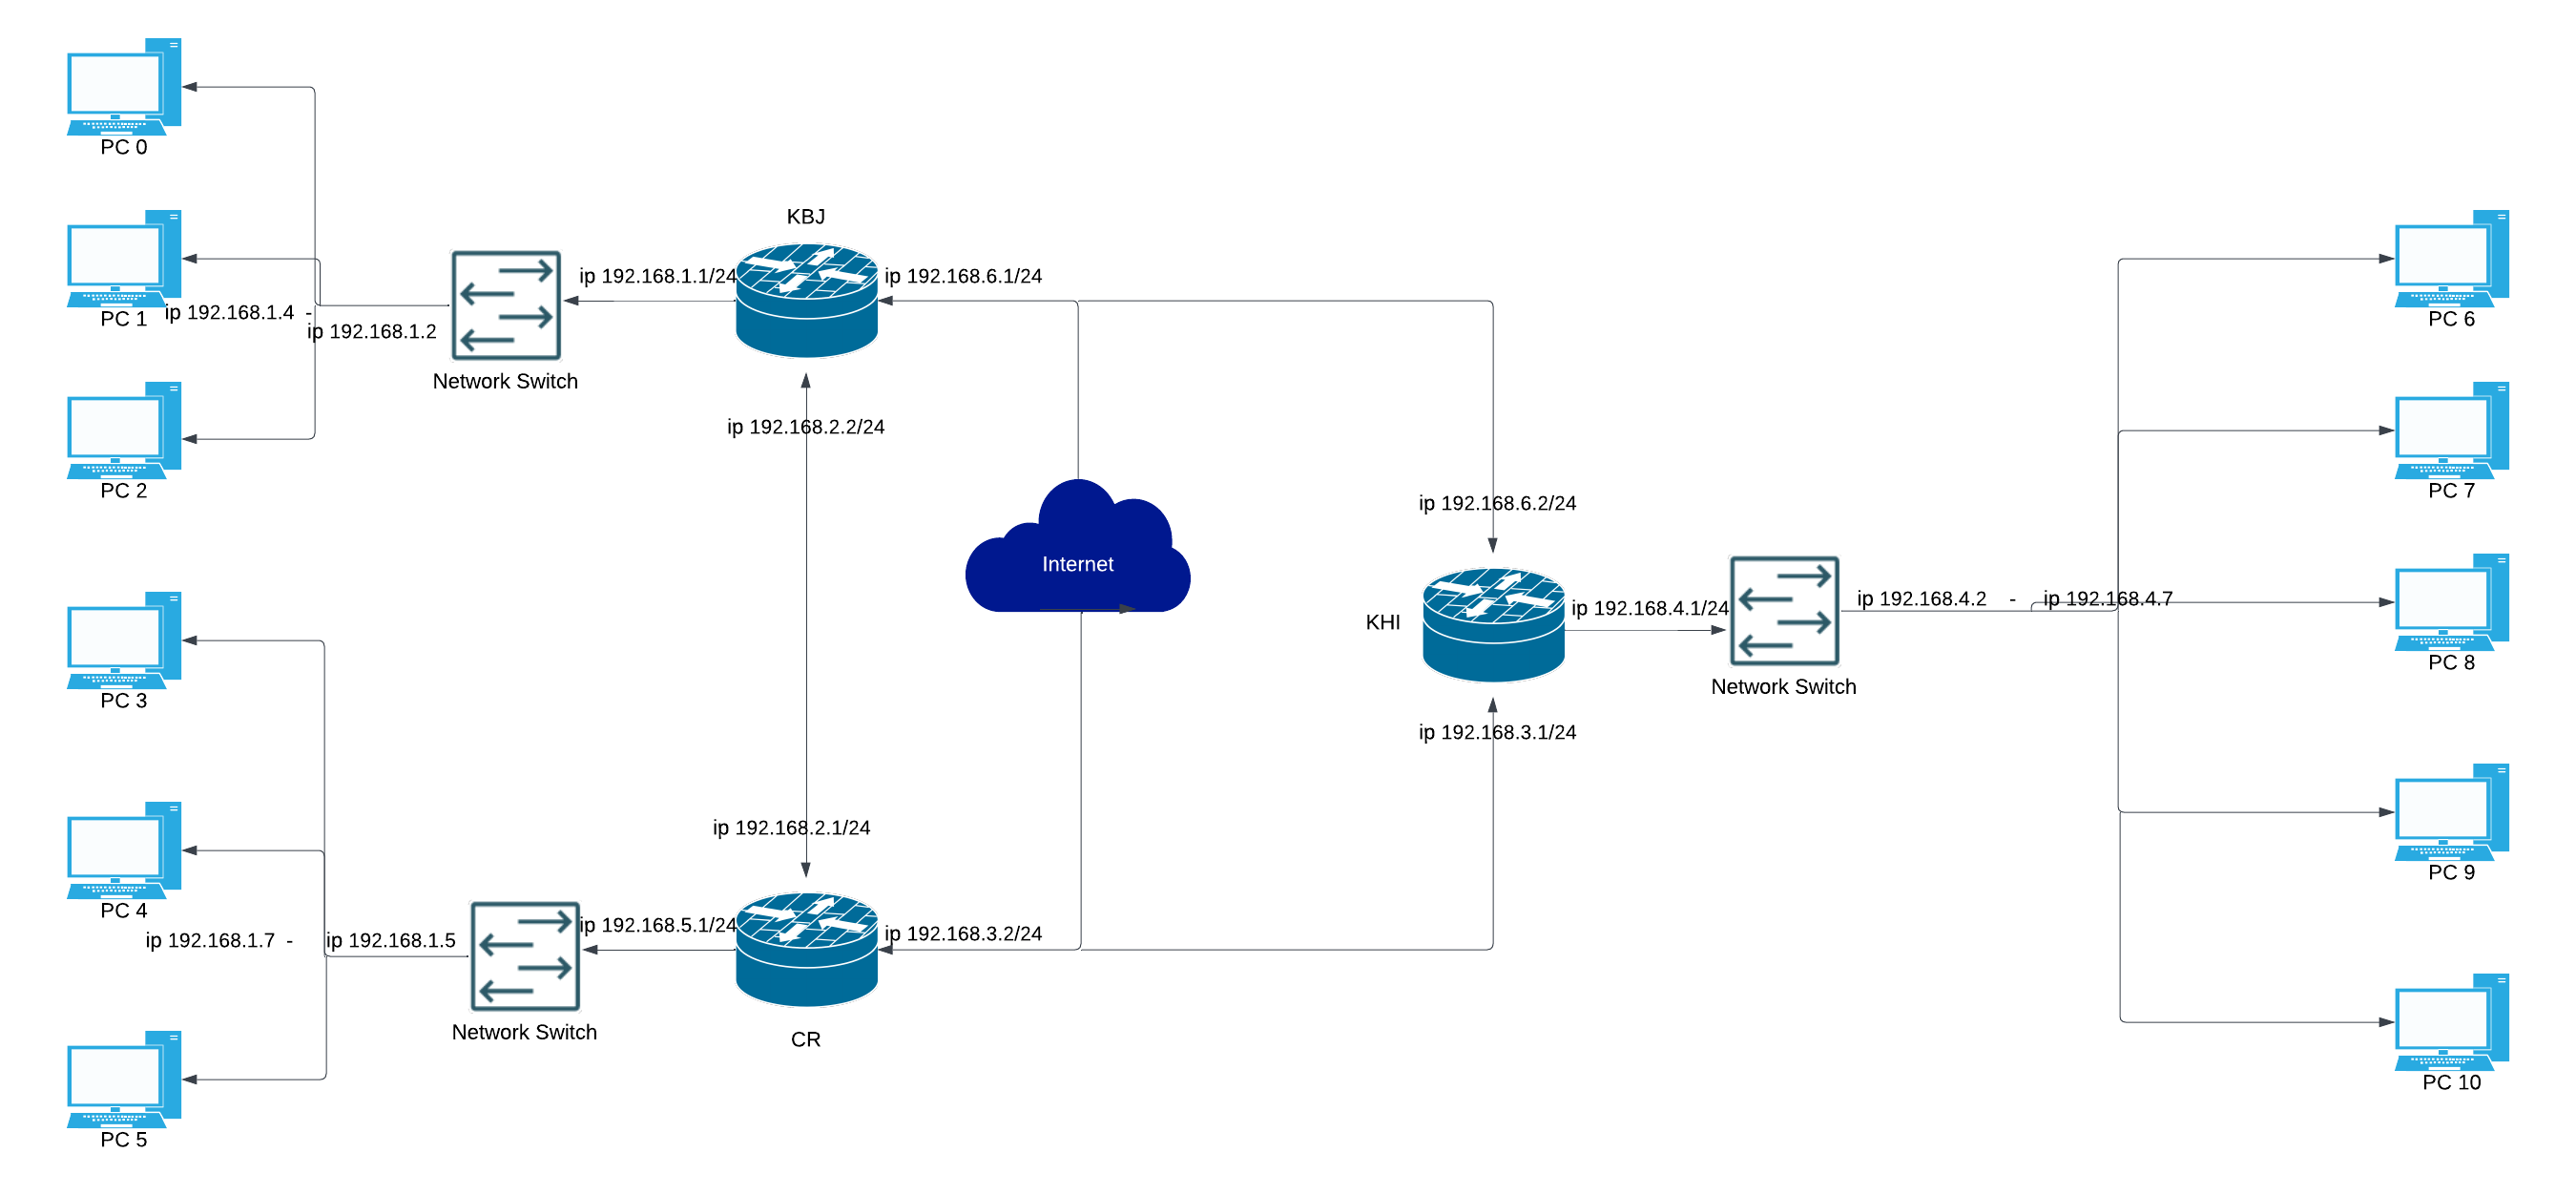 PC 0
PC 1
PC 2
PC 3
PC 4
PC 5
ip 192.168.1.4 -
ip 192.168.1.2
Network Switch
ip 192.168.1.1/24
KBJ
ip 192.168.6.1/24
ip 192.168.2.2/24
ip 192.168.2.1/24
ip 192.168.1.7 -
ip 192.168.1.5
Network Switch
ip 192.168.5.1/24
CR
ip 192.168.3.2/24
Internet
ip 192.168.6.2/24
KHI
ip 192.168.3.1/24
ip 192.168.4.1/24
Network Switch
ip 192.168.4.2 - ip 192.168.4.7
PC 6
PC 7
PC 8
PC 9
PC 10